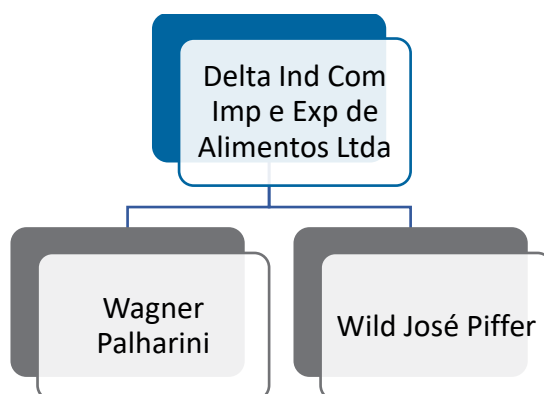 Delta Ind Com
Imp e Exp de
Alimentos Ltda
Wagner
Palharini
Wild José Piffer